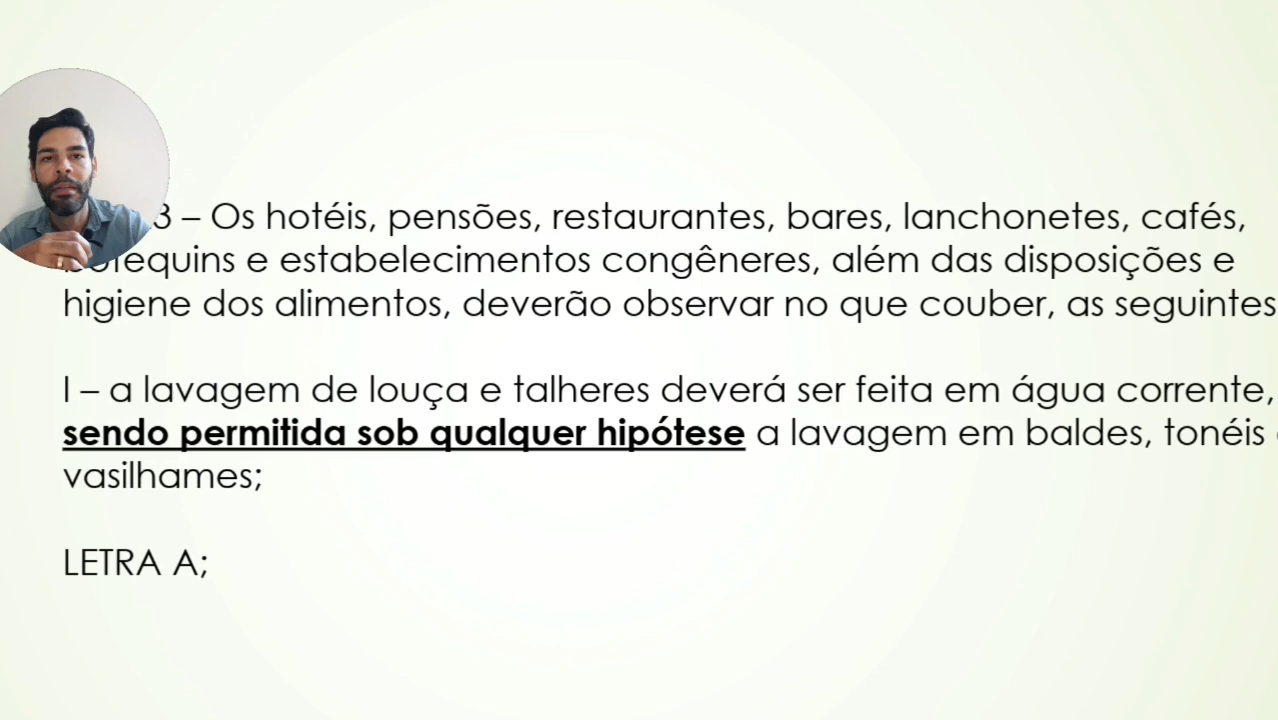 3 – Os hotéis, pensões, restaurantes, bares, lanchonetes, cafés,
botequins e estabelecimentos congêneres, além das disposições e
higiene dos alimentos, deverão observar no que couber, as seguintes
I – a lavagem de louça e talheres deverá ser feita em água corrente,
sendo permitida sob qualquer hipótese a lavagem em baldes, tonéis
vasilhames;
LETRA A;